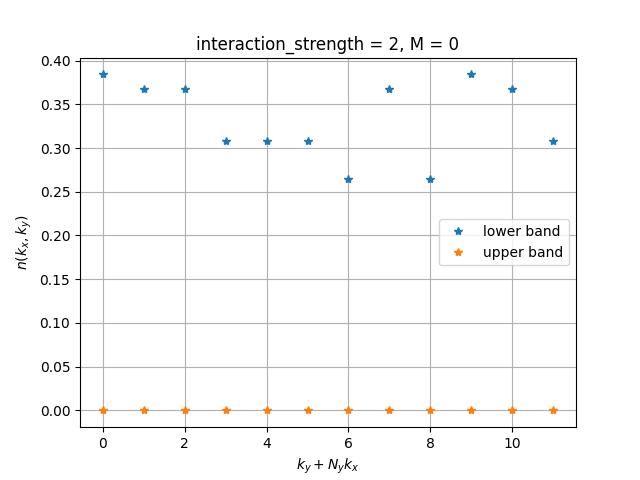 interaction_strength = 2, M = 0
0.40
0.35
0.30
0.25
0.20
0.15
0.10
0.05
0.00
n(kx, ky)
lower band
upper band
0 2 4 6 8 10
ky + Nykx